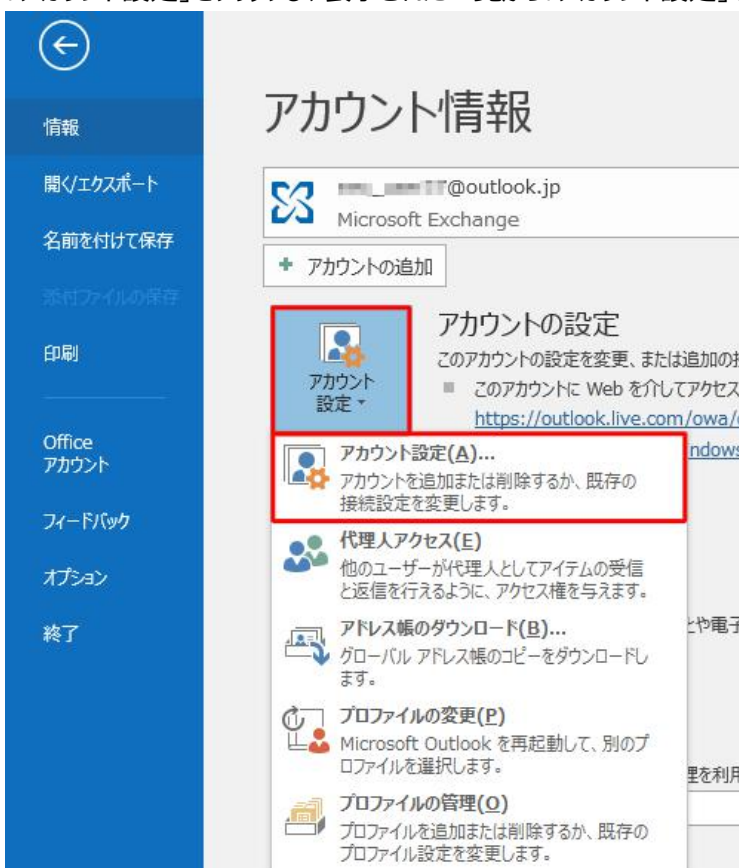 情報
開く/エクスポート
名前を付けて保存
添付ファイルの保存
印刷
Office
アカウント
フィードバック
オプション
終了
アカウント情報
@outlook.jp
Microsoft Exchange
アカウントの追加
アカウント
設定
アカウントの設定
このアカウントの設定を変更、または追加の
このアカウントに Web を介してアクセス
https://outlook.live.com/owa/
ndows
アカウント設定(A)...
アカウントを追加または削除するか、既存の
接続設定を変更します。
代理人アクセス(E)
他のユーザーが代理人としてアイテムの受信
と返信を行えるように、アクセス権を与えます。
アドレス帳のダウンロード(B)...
グローバル アドレス帳のコピーをダウンロードし
ます。
とや電子
プロファイルの変更(P)
Microsoft Outlook を再起動して、別のプ
ロファイルを選択します。
理を利用
プロファイルの管理(O)
プロファイルを追加または削除するか、既存の
プロファイル設定を変更します。